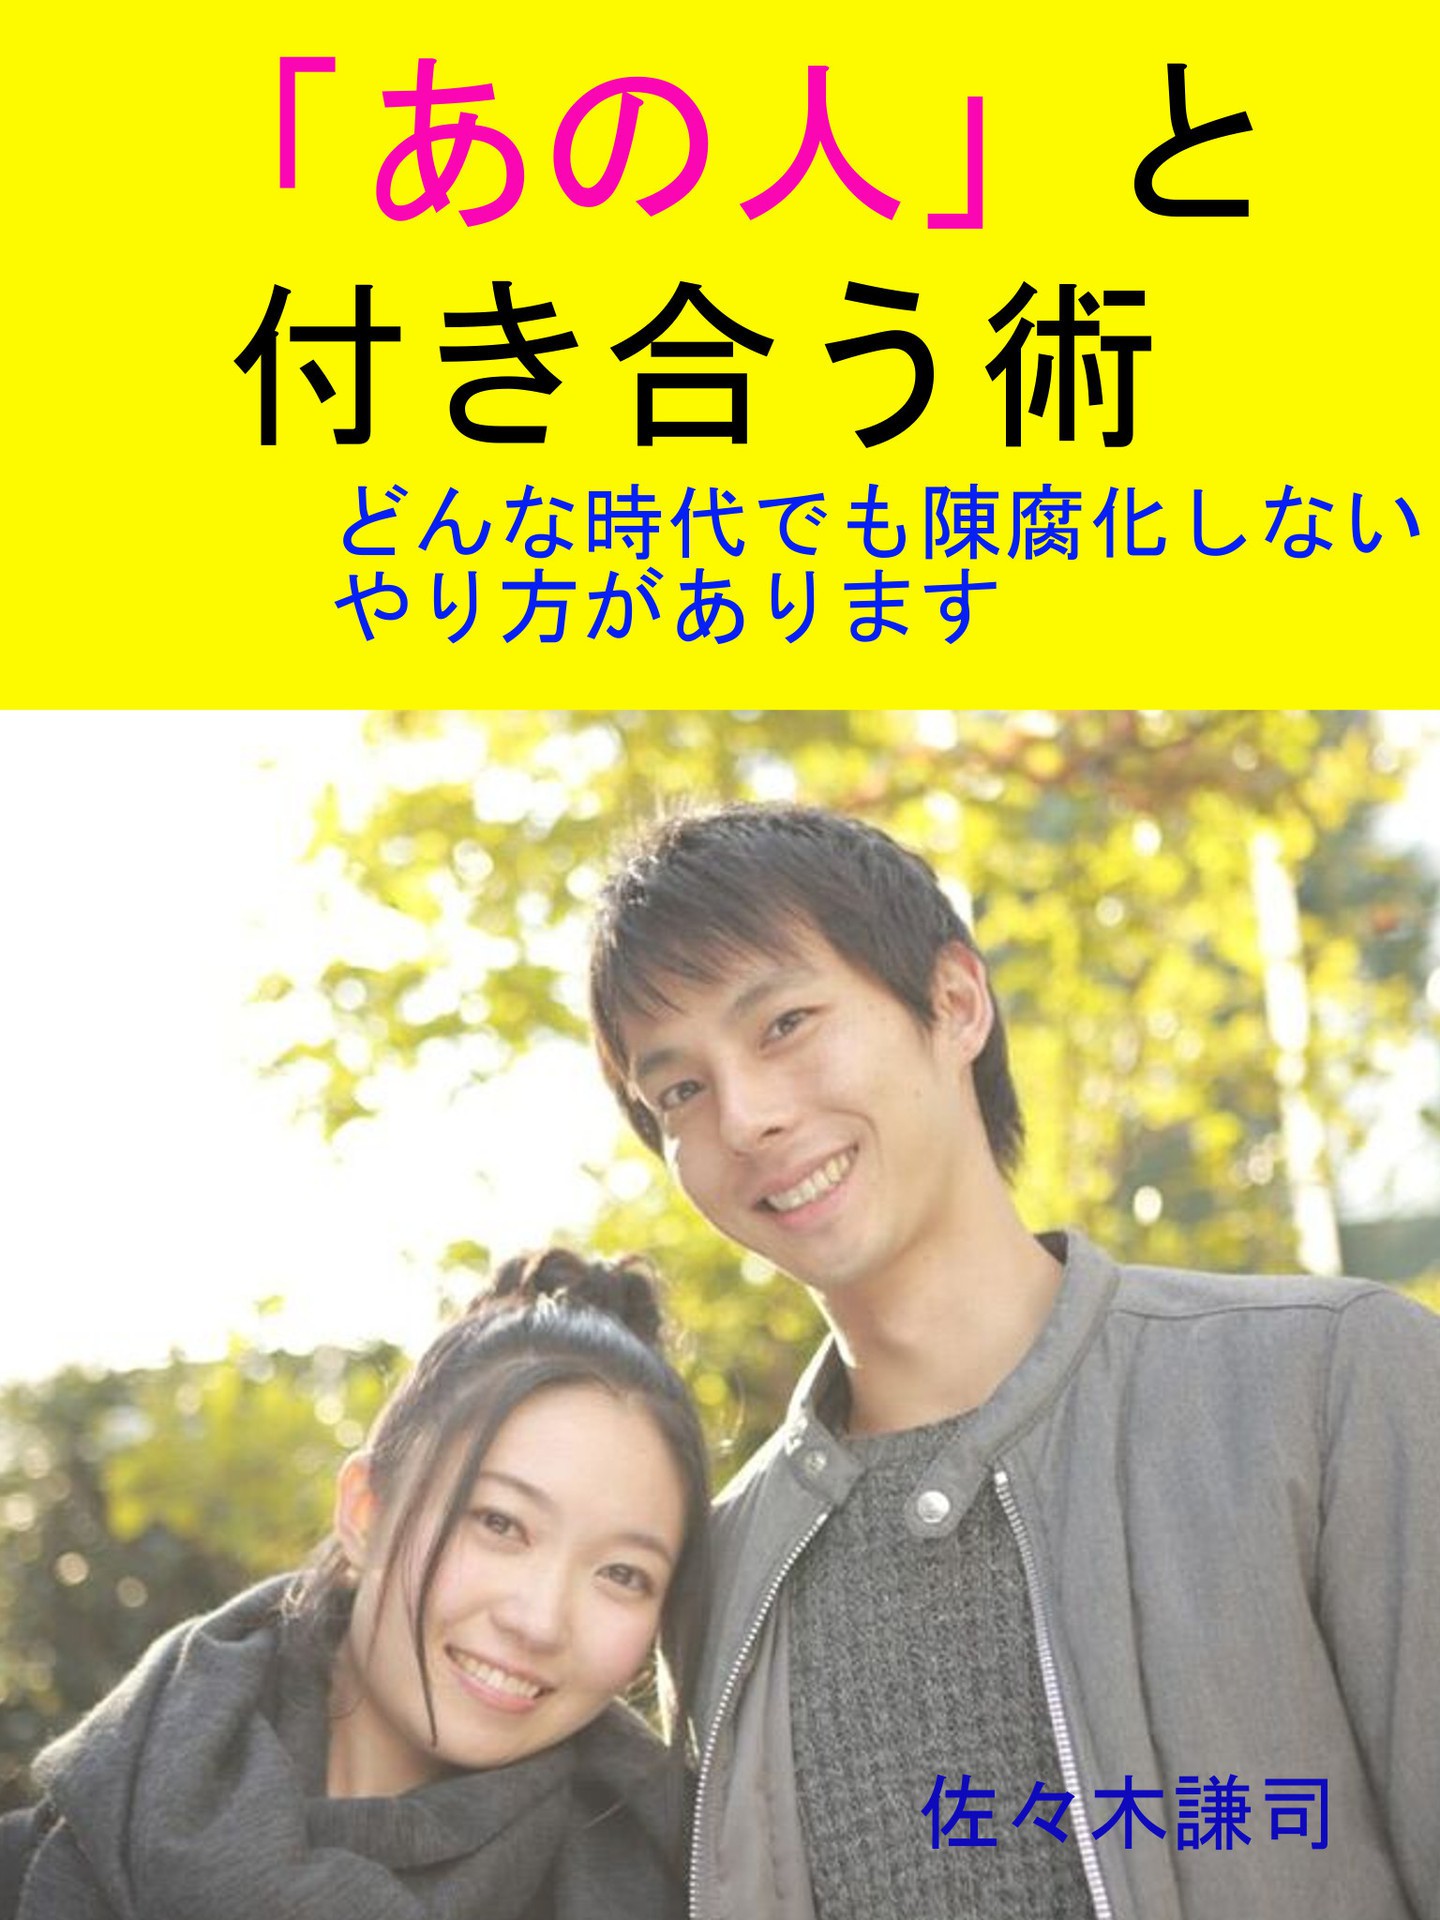 「あの人」と
付き合う術
どんな時代でも陳腐化しない
やり方があります
佐々木謙司